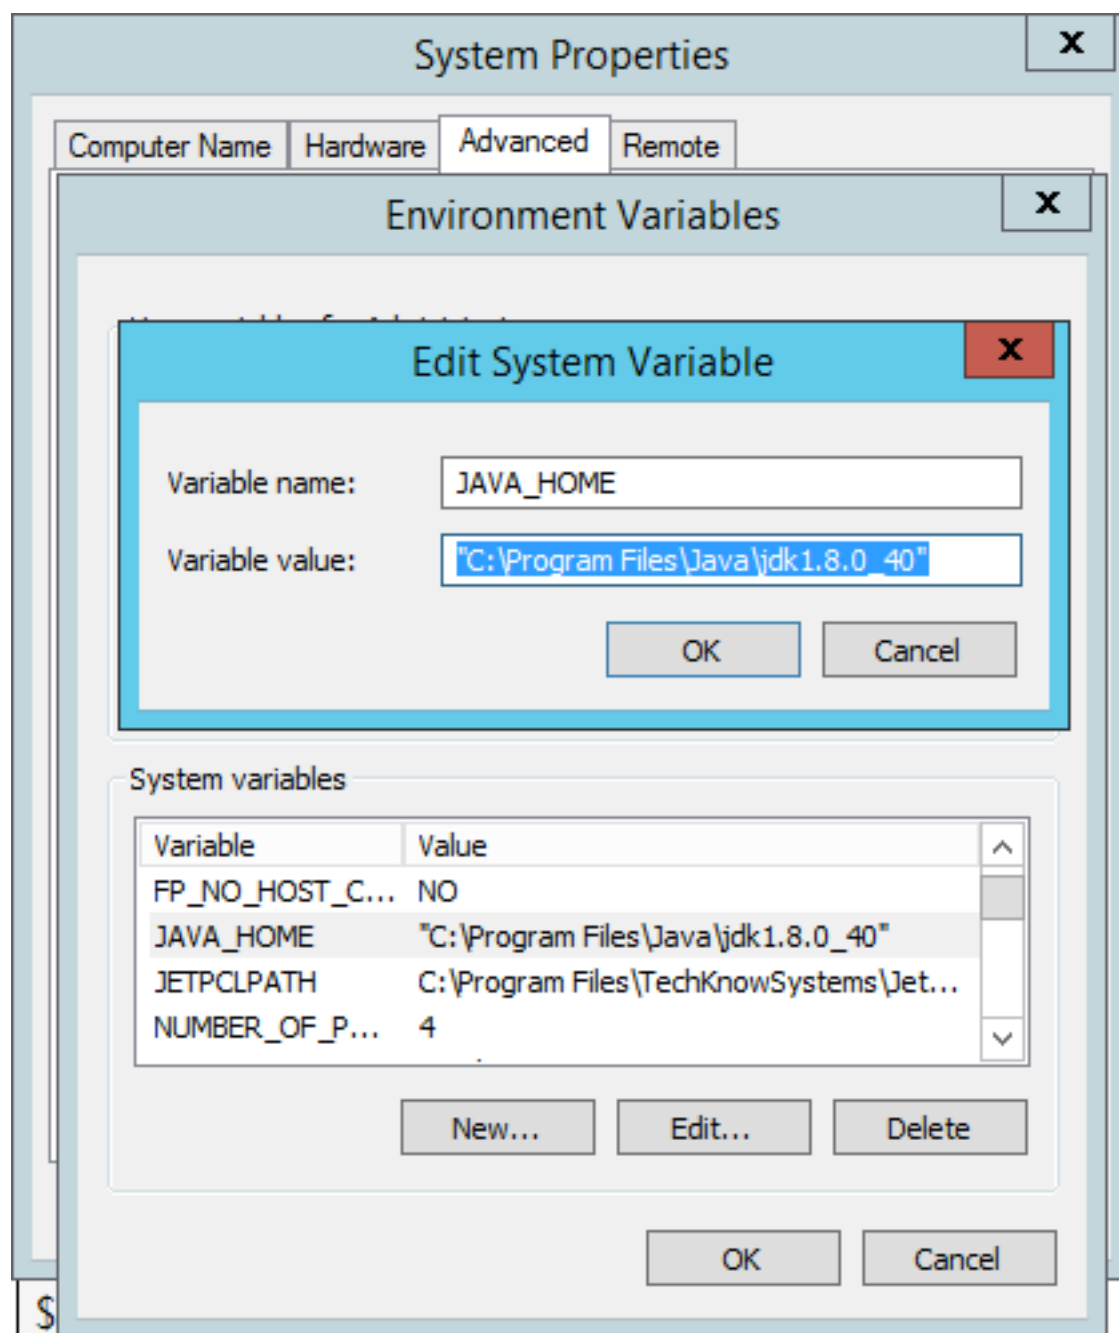 System Properties
x
Computer Name Hardware Advanced Remote
Environment Variables
x
Edit System Variable
x
Variable name: JAVA_HOME
Variable value: "C:\Program Files\Java\jdk1.8.0_40"
OK Cancel
System variables
Variable Value
FP_NO_HOST_C... NO
JAVA_HOME "C:\Program Files\Java\jdk1.8.0_40"
JETPCLPATH C:\Program Files\TechKnowSystems\Jet...
NUMBER_OF_P... 4
New... Edit... Delete
OK Cancel
$